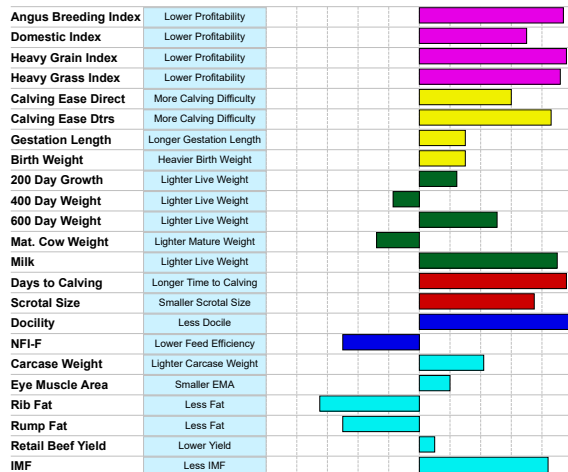 Angus Breeding Index Lower Profitability
Domestic Index Lower Profitability
Heavy Grain Index Lower Profitability
Heavy Grass Index Lower Profitability
Calving Ease Direct More Calving Difficulty
Calving Ease Dtrs More Calving Difficulty
Gestation Length Longer Gestation Length
Birth Weight Heavier Birth Weight
200 Day Growth Lighter Live Weight
400 Day Weight Lighter Live Weight
600 Day Weight Lighter Live Weight
Mat. Cow Weight Lighter Mature Weight
Milk Lighter Live Weight
Days to Calving Longer Time to Calving
Scrotal Size Smaller Scrotal Size
Docility Less Docile
NFI-F Lower Feed Efficiency
Carcase Weight Lighter Carcase Weight
Eye Muscle Area Smaller EMA
Rib Fat Less Fat
Rump Fat Less Fat
Retail Beef Yield Lower Yield
IMF Less IMF